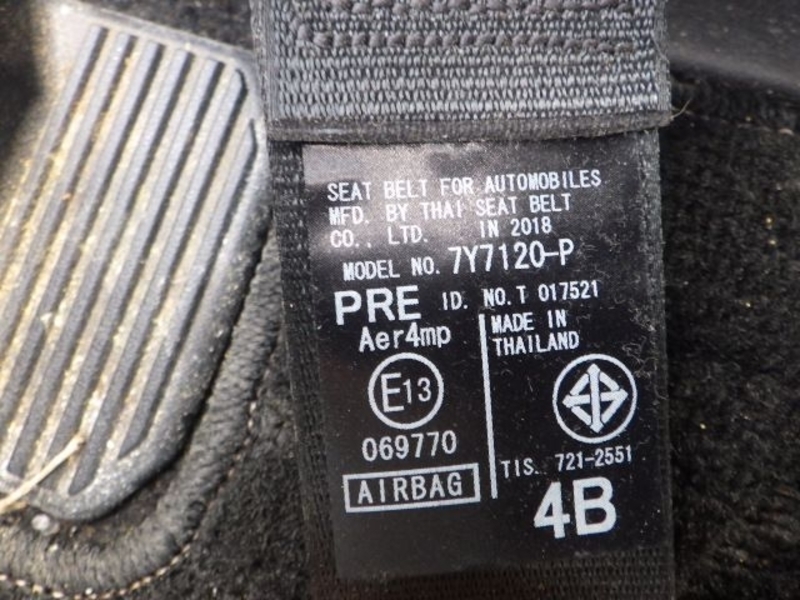 SEAT BELT FOR AUTOMOBILES
MFD. BY THAI SEAT BELT
CO., LTD. IN 2018
MODEL NO. 7Y7120-P
PRE ID. NO. T 017521
Aer4mp
MADE IN
THAILAND
E13
069770
AIRBAG
TIS. 721-2551
4B